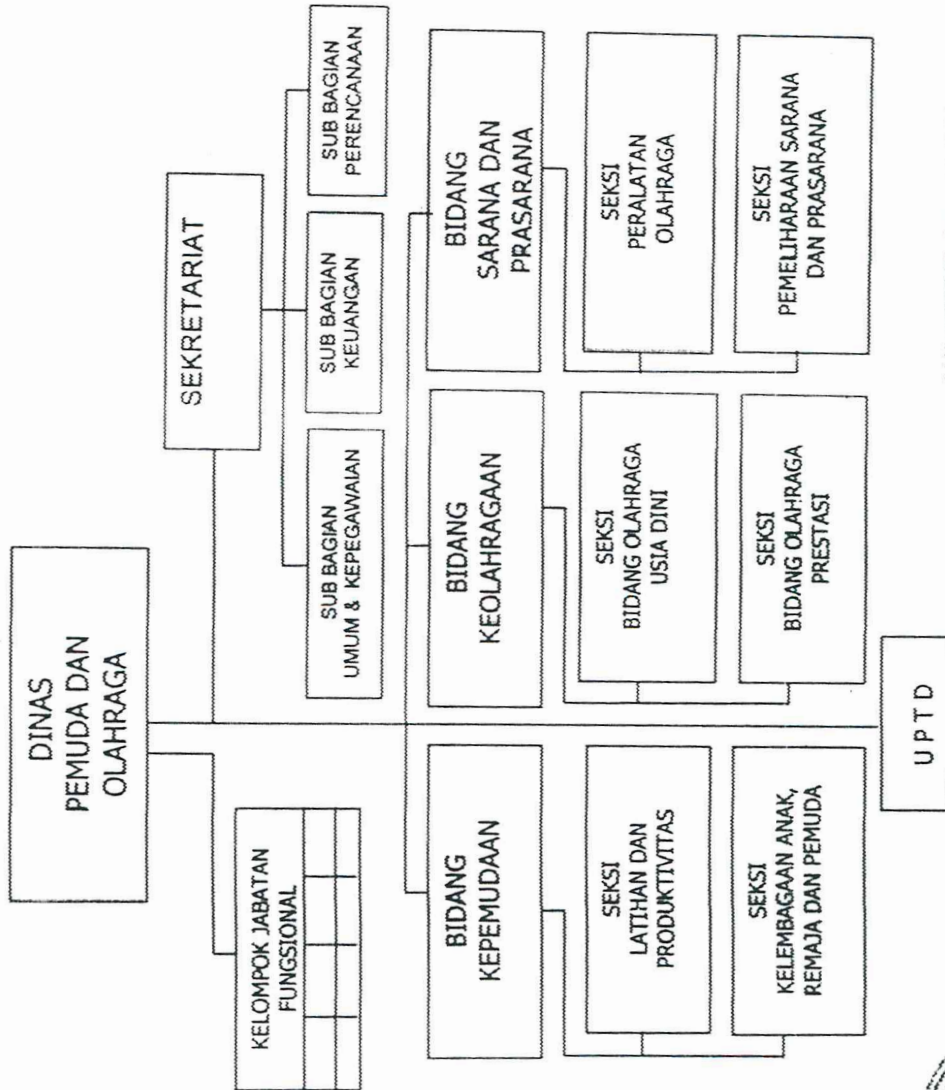 DINAS
PEMUDA DAN
OLAHRAGA
KELOMPOK JABATAN
FUNGSIONAL
SEKRETARIAT
SUB BAGIAN
UMUM & KEPEGAWAIAN
SUB BAGIAN
KEUANGAN
SUB BAGIAN
PERENCANAAN
BIDANG
KEPEMUDAAN
BIDANG
KEOLAHRAGAAN
BIDANG
SARANA DAN
PRASARANA
SEKSI
LATIHAN DAN
PRODUKTIVITAS
SEKSI
BIDANG OLAHRAGA
USIA DINI
SEKSI
PERALATAN
OLAHRAGA
SEKSI
KELEMBAGAAN ANAK,
REMAJA DAN PEMUDA
SEKSI
BIDANG OLAHRAGA
PRESTASI
SEKSI
PEMELIHARAAN SARANA
DAN PRASARANA
UPTD